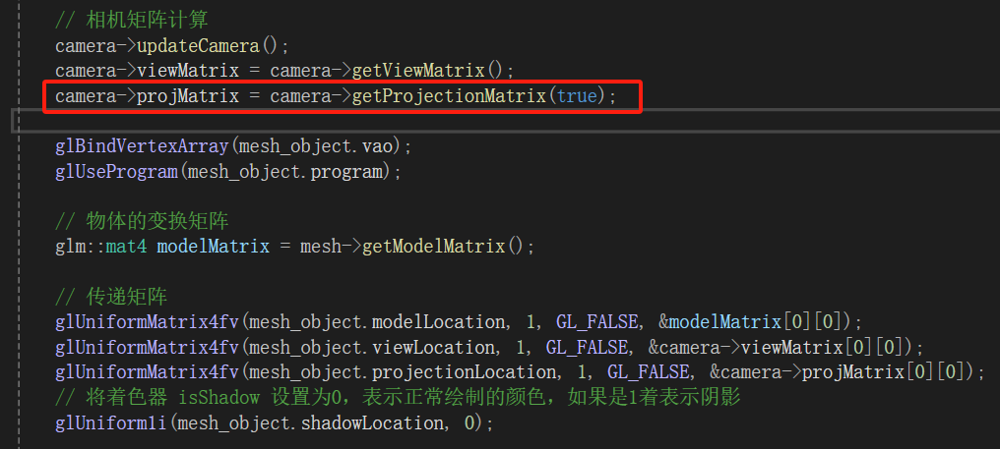 // 相机矩阵计算
camera->updateCamera();
camera->viewMatrix = camera->getViewMatrix();
camera->projMatrix = camera->getProjectionMatrix(true);
glBindVertexArray(mesh_object.vao);
glUseProgram(mesh_object.program);
// 物体的变换矩阵
glm::mat4 modelMatrix = mesh->getModelMatrix();
// 传递矩阵
glUniformMatrix4fv(mesh_object.modelLocation, 1, GL_FALSE, &modelMatrix[0][0]);
glUniformMatrix4fv(mesh_object.viewLocation, 1, GL_FALSE, &camera->viewMatrix[0][0]);
glUniformMatrix4fv(mesh_object.projectionLocation, 1, GL_FALSE, &camera->projMatrix[0][0]);
// 将着色器 isShadow 设置为0，表示正常绘制的颜色，如果是1着表示阴影
glUniform1i(mesh_object.shadowLocation, 0);